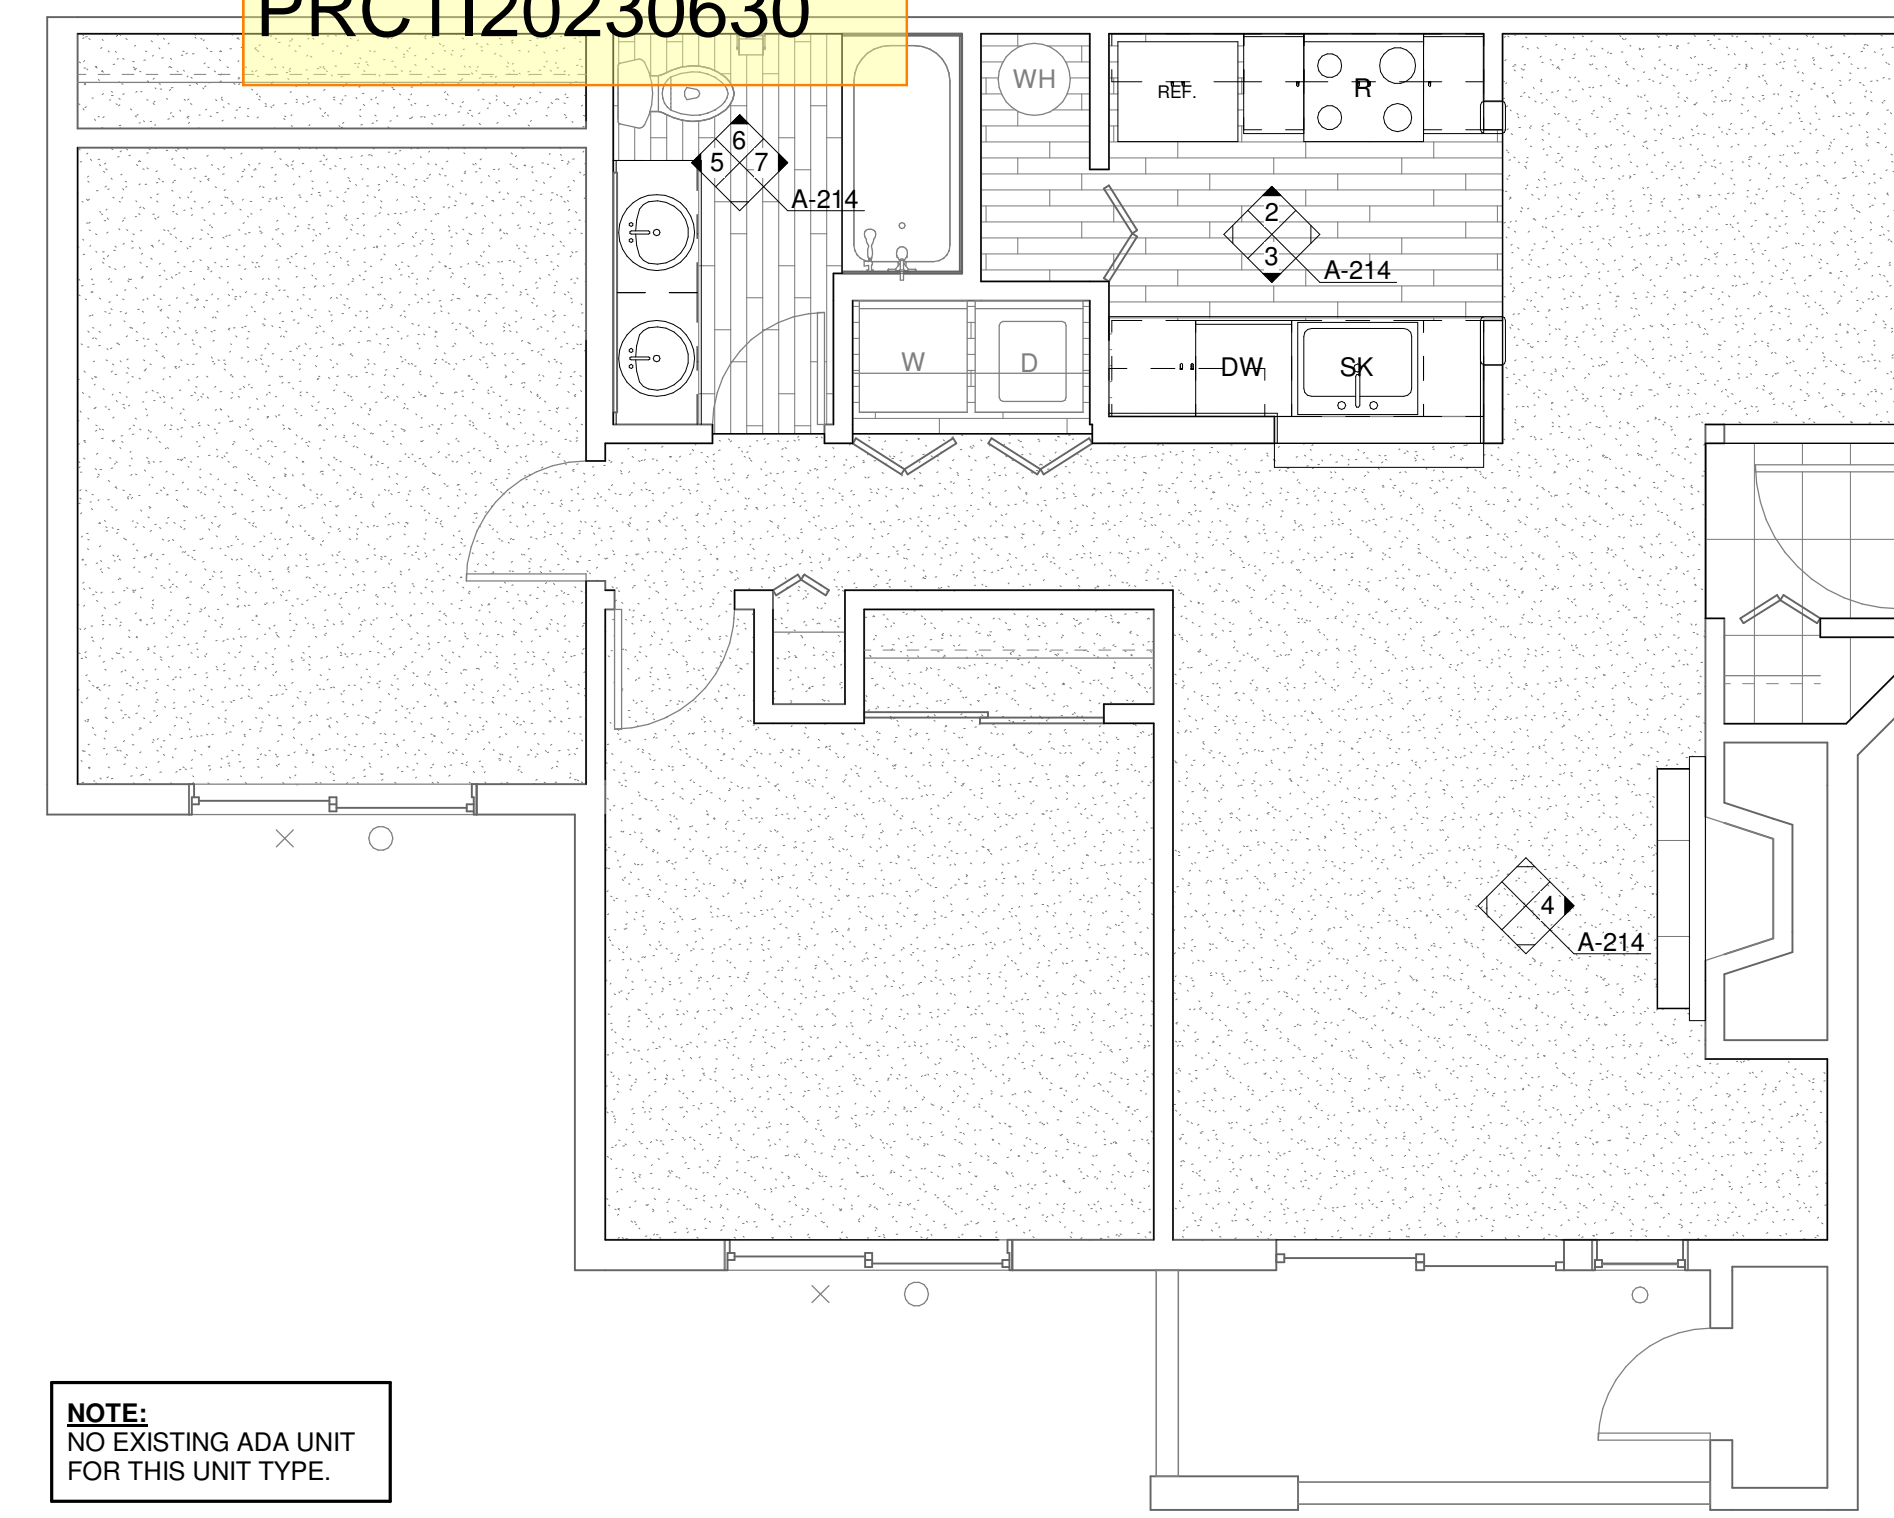 PRCTI20230630
WH
REF.
R
6
5 7
A-214
2
3
A-214
W
D
DW
SK
4
A-214
NOTE:
NO EXISTING ADA UNIT
FOR THIS UNIT TYPE.